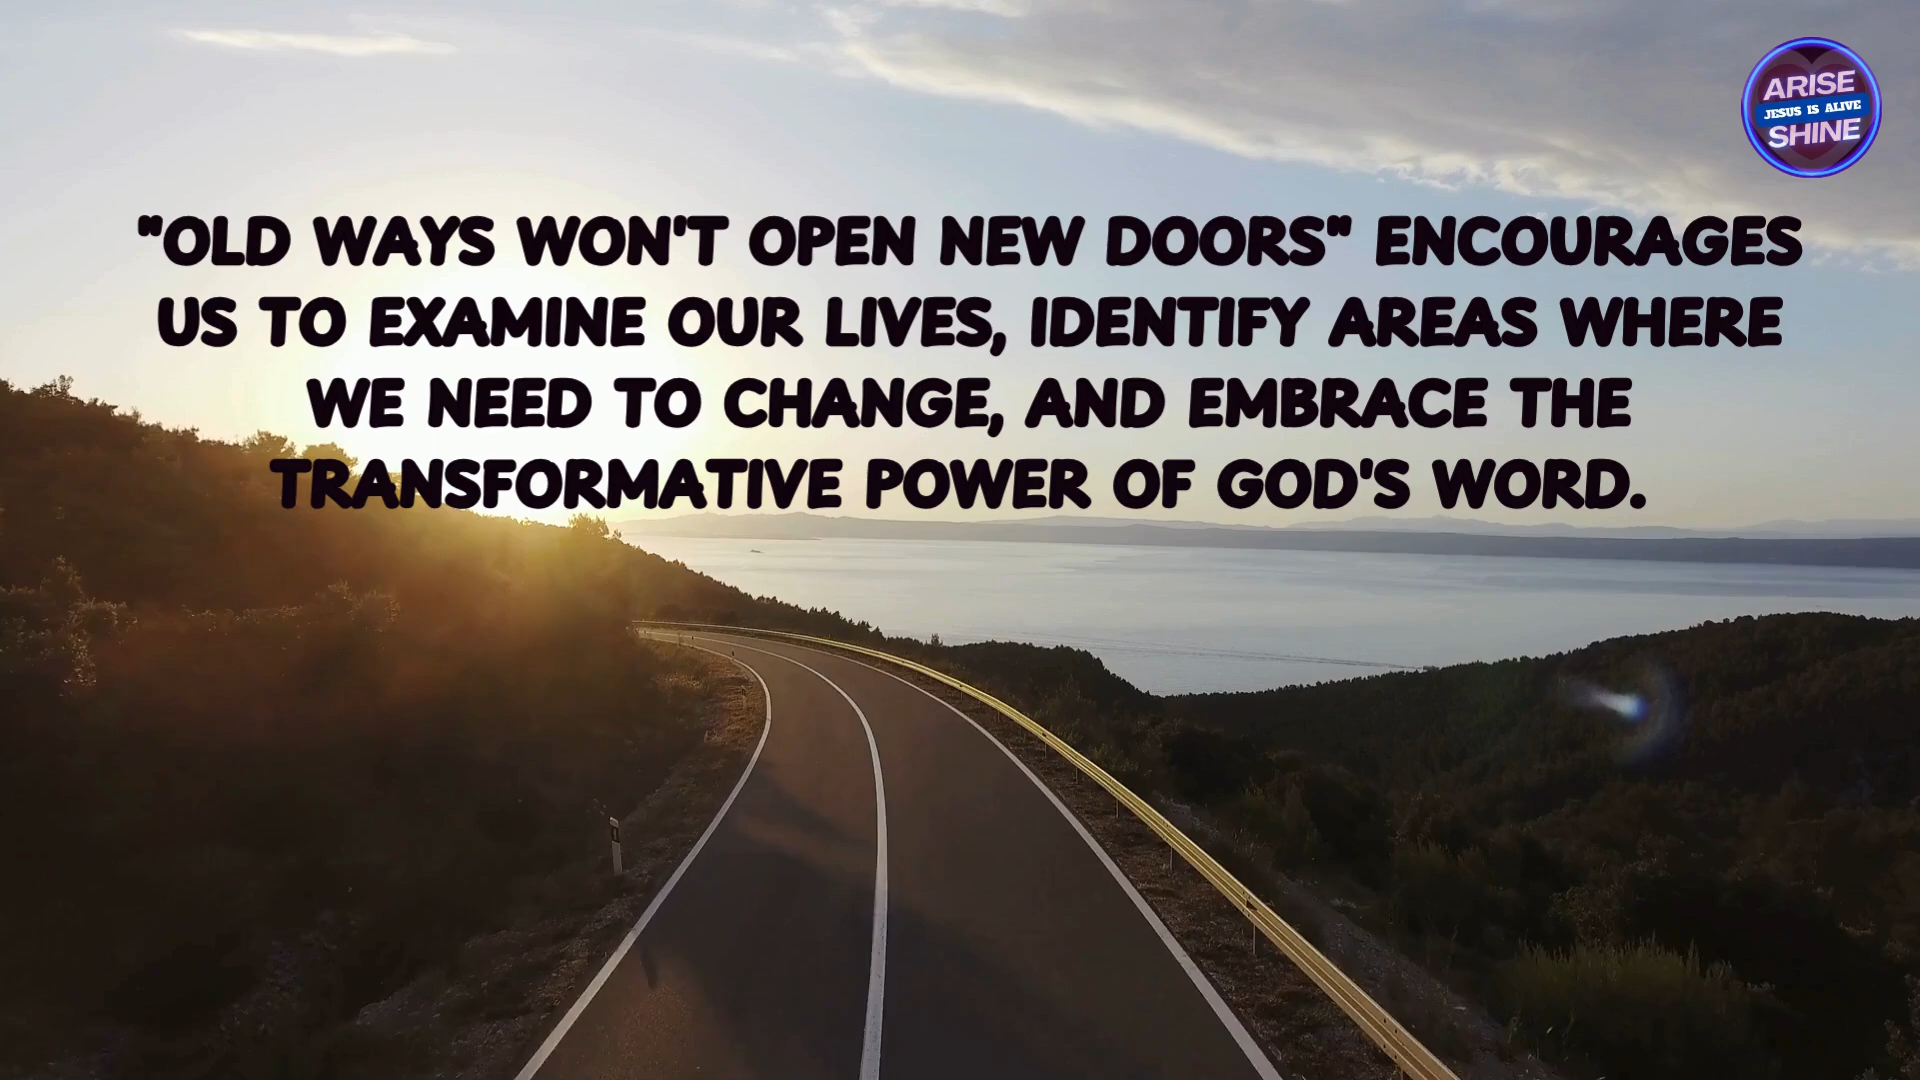 ARISE
JESUS IS ALIVE
SHINE
"OLD WAYS WON'T OPEN NEW DOORS" ENCOURAGES
US TO EXAMINE OUR LIVES, IDENTIFY AREAS WHERE
WE NEED TO CHANGE, AND EMBRACE THE
TRANSFORMATIVE POWER OF GOD'S WORD.